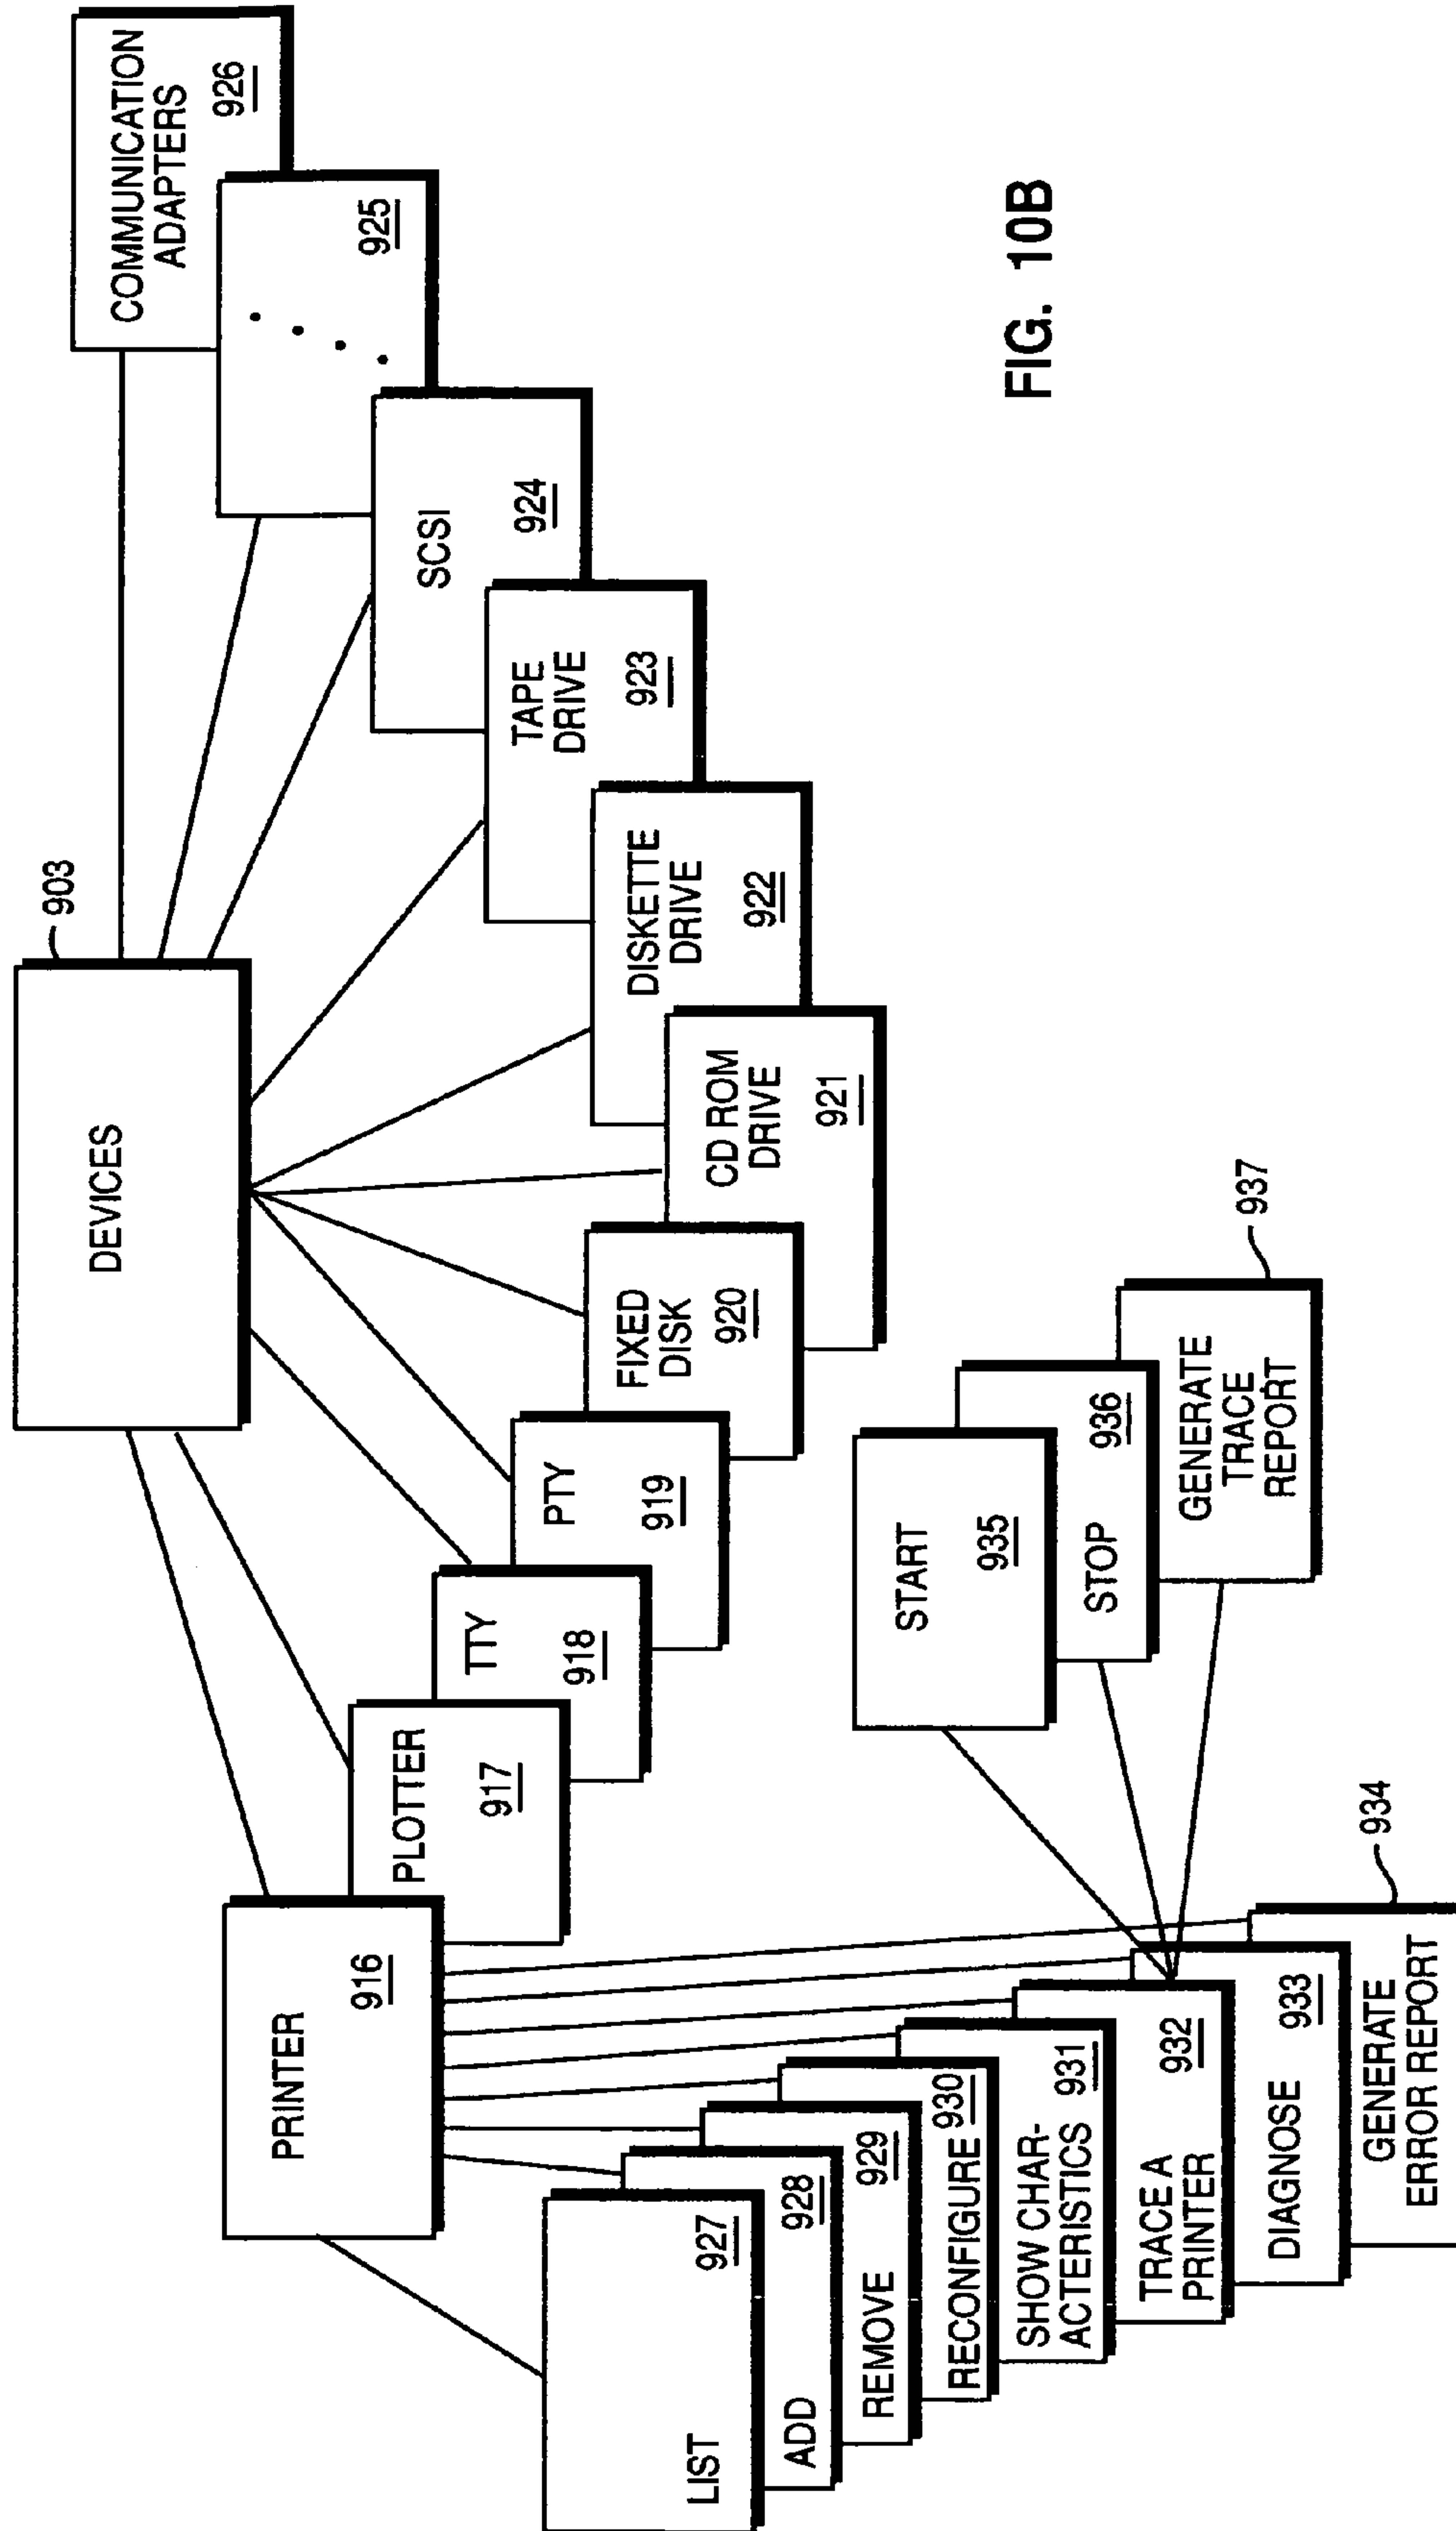 DEVICES
903
PRINTER
916
PLOTTER
917
TTY
918
PTY
919
FIXED
DISK
920
CD ROM
DRIVE
921
DISKETTE
DRIVE
922
TAPE
DRIVE
923
SCSI
924
925
COMMUNICATION
ADAPTERS
926
LIST
927
ADD
928
REMOVE
929
RECONFIGURE
930
SHOW CHAR-
ACTERISTICS
931
TRACE A
PRINTER
932
DIAGNOSE
933
GENERATE
ERROR REPORT
934
START
935
STOP
936
GENERATE
TRACE
REPORT
937
FIG. 10B